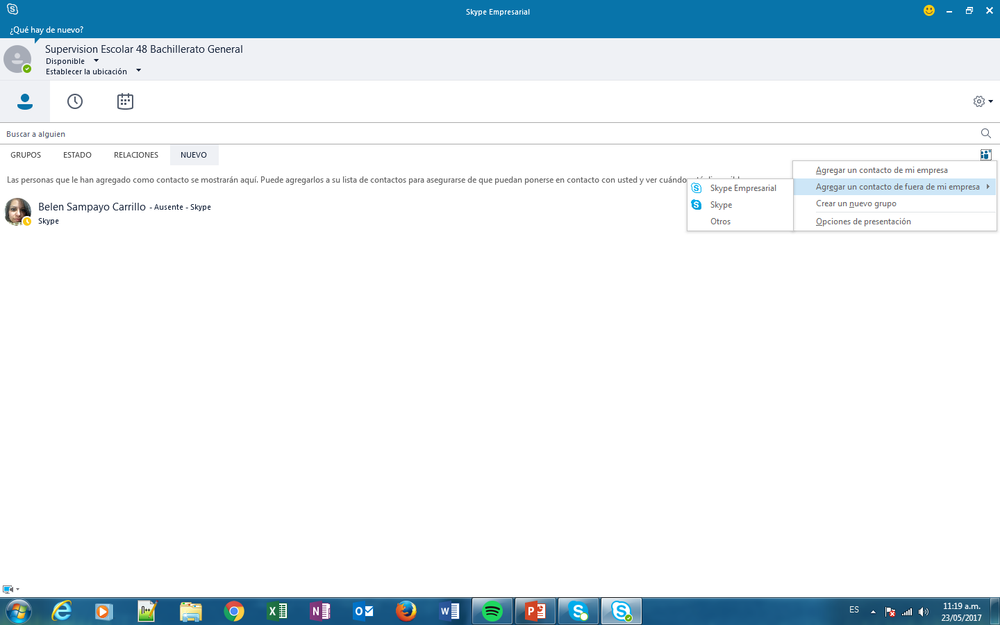 Skype Empresarial
¿Qué hay de nuevo?
Supervision Escolar 48 Bachillerato General
Disponible
Establecer la ubicación
Buscar a alguien
GRUPOS ESTADO RELACIONES NUEVO
Agregar un contacto de mi empresa
Las personas que le han agregado como contacto se mostrarán aquí. Puede agregarlos a su lista de contactos para asegurarse de que puedan ponerse en contacto con usted y ver cuándo
Agregar un contacto de fuera de mi empresa
Crear un nuevo grupo
Opciones de presentación
Skype Empresarial
Skype
Otros
Belen Sampayo Carrillo - Ausente - Skype
Skype
ES
11:19 a.m.
23/05/2017